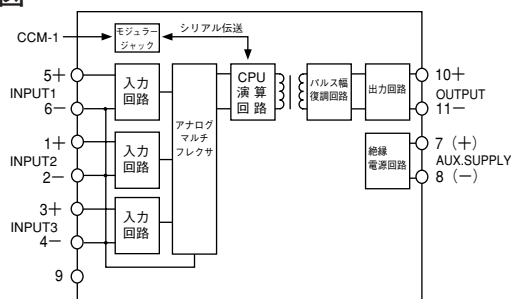 図
CCM-1
モジュラー
ジャック
シリアル伝送
5+
INPUT1
6−
入力
回路
1+
INPUT2
2−
入力
回路
3+
INPUT3
4−
入力
回路
9
アナログ
マルチ
フレクサ
CPU
演算
回路
パルス幅
復調回路
出力回路
10+
OUTPUT
11−
絶縁
電源回路
7（+）
AUX.SUPPLY
8（−）